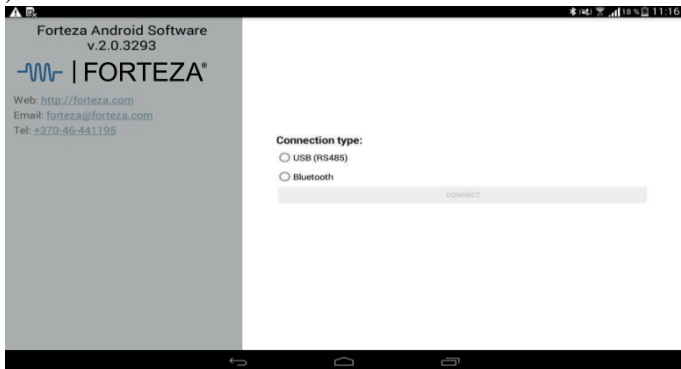 18 % 11:16
Forteza Android Software
v.2.0.3293
FORTEZA®
Web: http://forteza.com
Email: forteza@forteza.com
Tel: +370-46-441195
Connection type:
USB (RS485)
Bluetooth
CONNECT